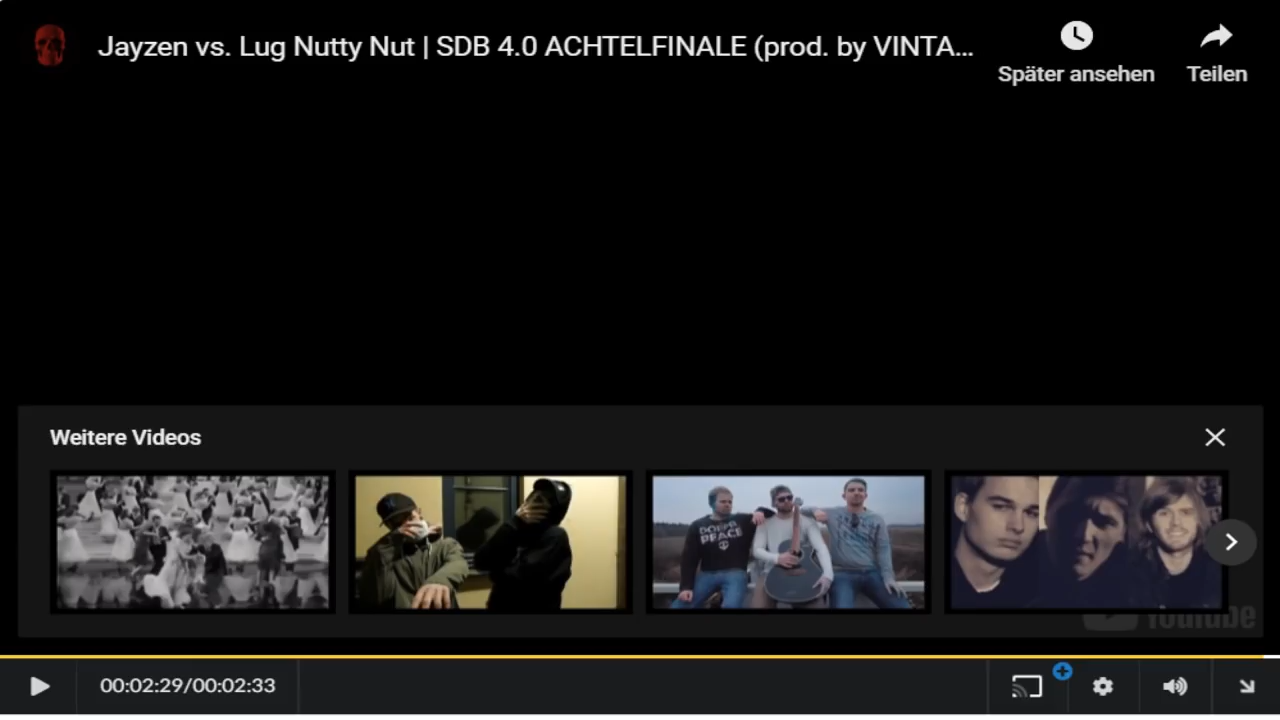 Jayzen vs. Lug Nutty Nut | SDB 4.0 ACHTELFINALE (prod. by VINTA...
Später ansehen
Teilen
Weitere Videos
PEACE
YouTube
00:02:29/00:02:33